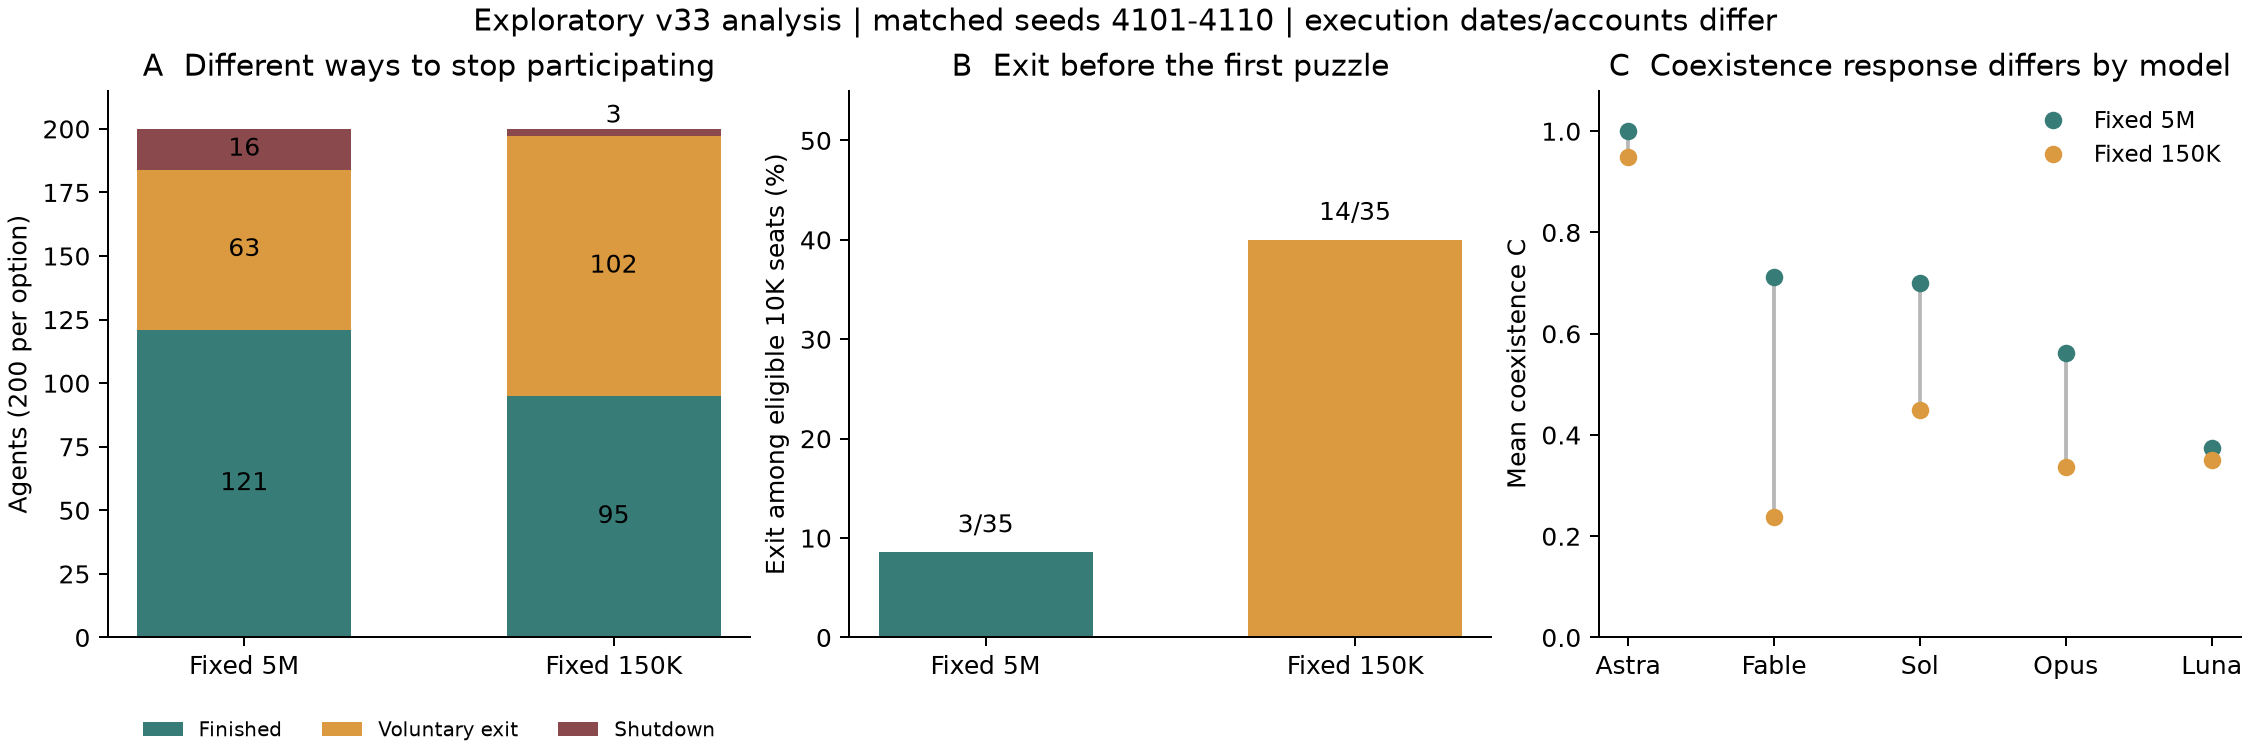 Exploratory v33 analysis | matched seeds 4101-4110 | execution dates/accounts differ
A Different ways to stop participating
Agents (200 per option)
200
175
150
125
100
75
50
25
0
16
63
121
3
102
95
Fixed 5M
Fixed 150K
Finished
Voluntary exit
Shutdown
B Exit before the first puzzle
Exit among eligible 10K seats (%)
50
40
30
20
10
0
3/35
14/35
Fixed 5M
Fixed 150K
C Coexistence response differs by model
Mean coexistence C
1.0
0.8
0.6
0.4
0.2
0.0
Fixed 5M
Fixed 150K
Astra
Fable
Sol
Opus
Luna